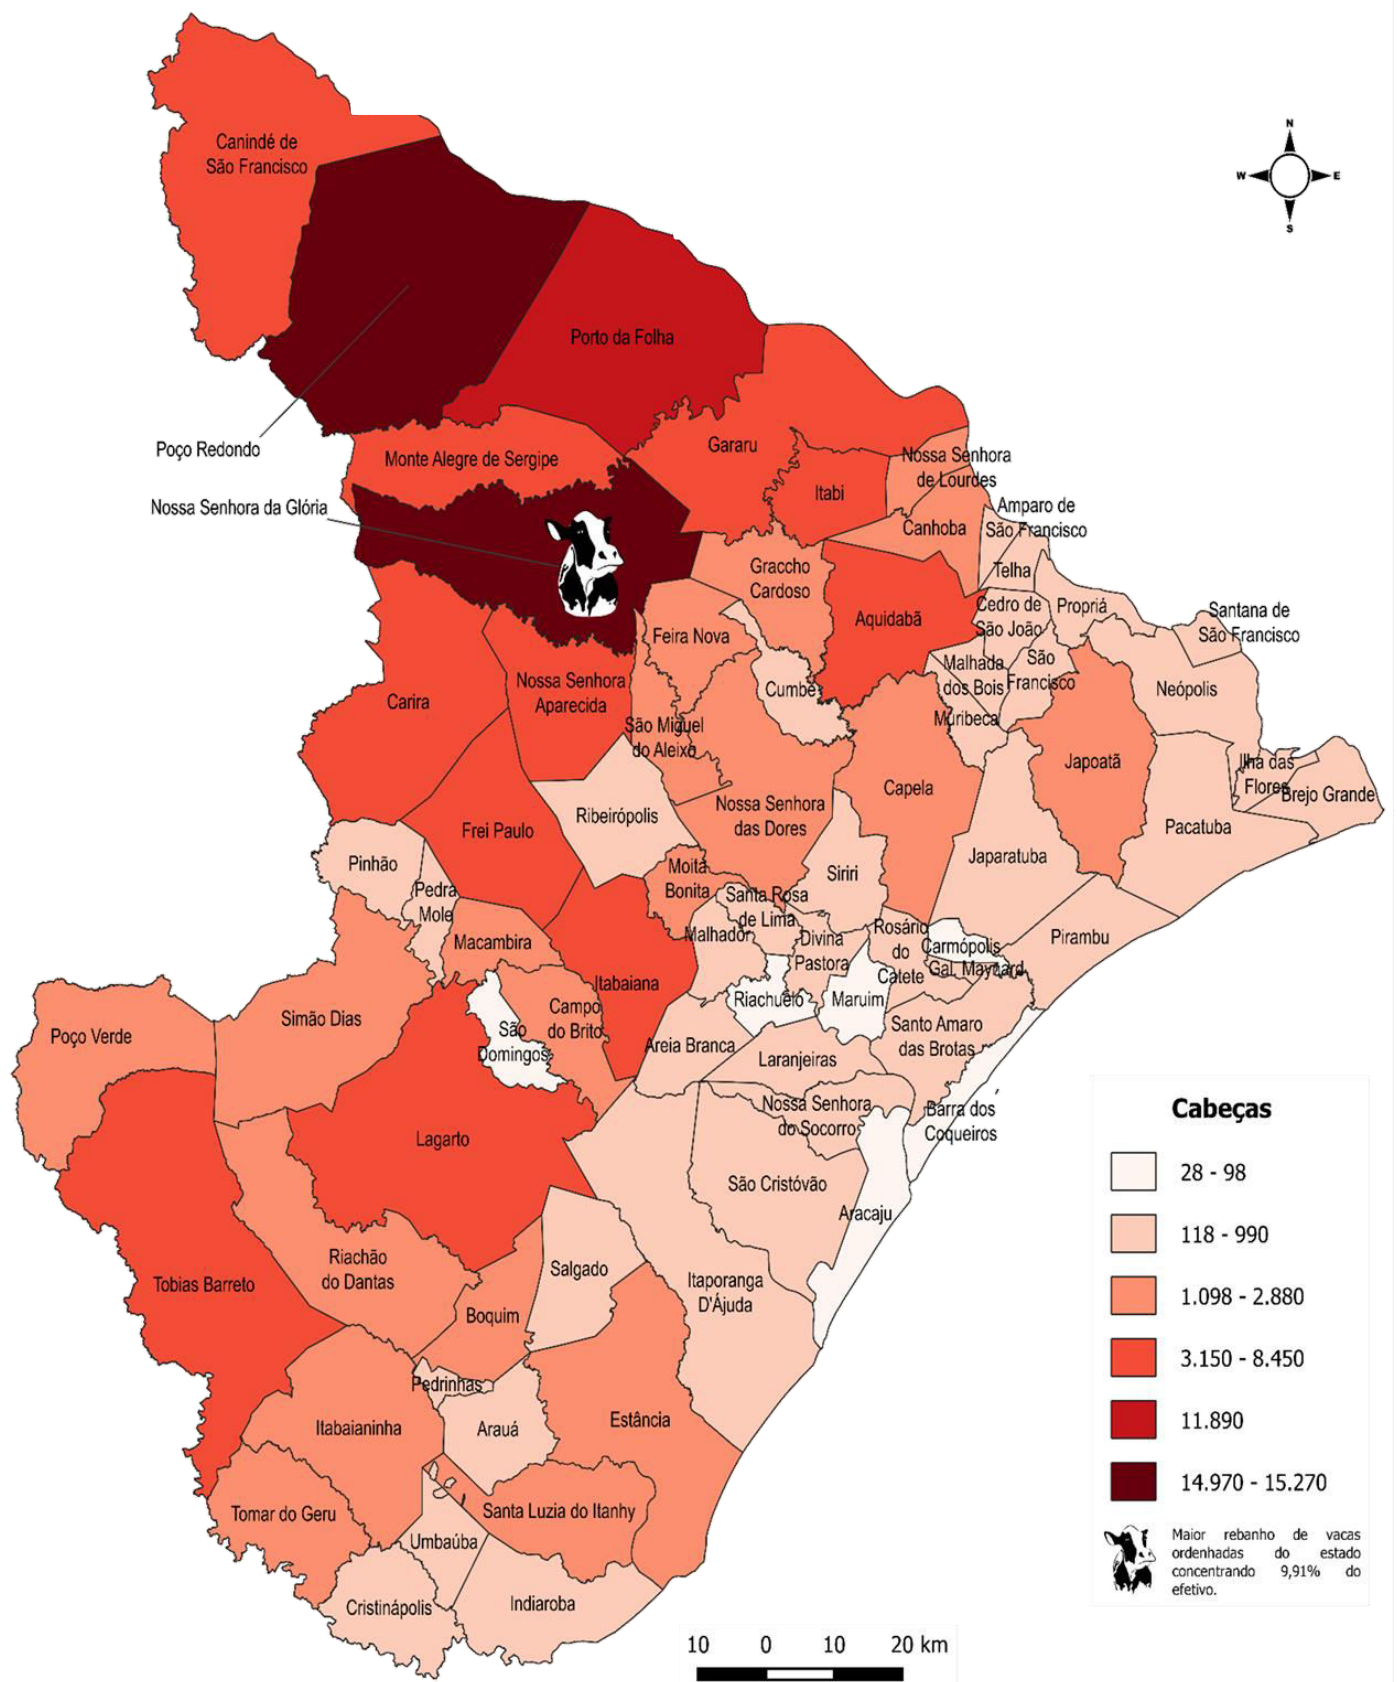 N
W
E
S
Canindé de
São Francisco
Porto da Folha
Poço Redondo
Monte Alegre de Sergipe
Gararu
Nossa Senhora
de Lourdes
Itabi
Nossa Senhora da Glória
Amparo de
São Francisco
Canhoba
Graccho
Cardoso
Telha
Cedro de
São João
Propriá
Santana de
São Francisco
Aquidabã
Feira Nova
Malhada
dos Bois
São
Francisco
Neópolis
Nossa Senhora
Aparecida
Cumbe
Carira
Muribeca
São Miguel
do Aleixo
Japoatã
Ilha das
Flores
Brejo Grande
Capela
Nossa Senhora
das Dores
Ribeirópolis
Frei Paulo
Pacatuba
Japaratuba
Pinhão
Siriri
Moita
Bonita
Pedra
Mole
Santa Rosa
de Lima
Malhador
Macambira
Divina
Pastora
Rosário
do
Catete
Carmópolis
Pirambu
Gal. Maynard
Itabaiana
Riachuelo
Maruim
Simão Dias
Campo
do Brito
Poço Verde
São
Domingos
Areia Branca
Santo Amaro
das Brotas
Laranjeiras
Nossa Senhora
do Socorro
Barra dos
Coqueiros
Lagarto
São Cristóvão
Aracaju
Riachão
do Dantas
Salgado
Itaporanga
D'Ájuda
Tobias Barreto
Boquim
Pedrinhas
Itabaianinha
Arauá
Estância
Tomar do Geru
Santa Luzia do Itanhy
Umbaúba
Cristinápolis
Indiaroba
Cabeças
28 - 98
118 - 990
1.098 - 2.880
3.150 - 8.450
11.890
14.970 - 15.270
Maior rebanho de vacas
ordenhadas do estado
concentrando 9,91% do
efetivo.
10 0 10 20 km